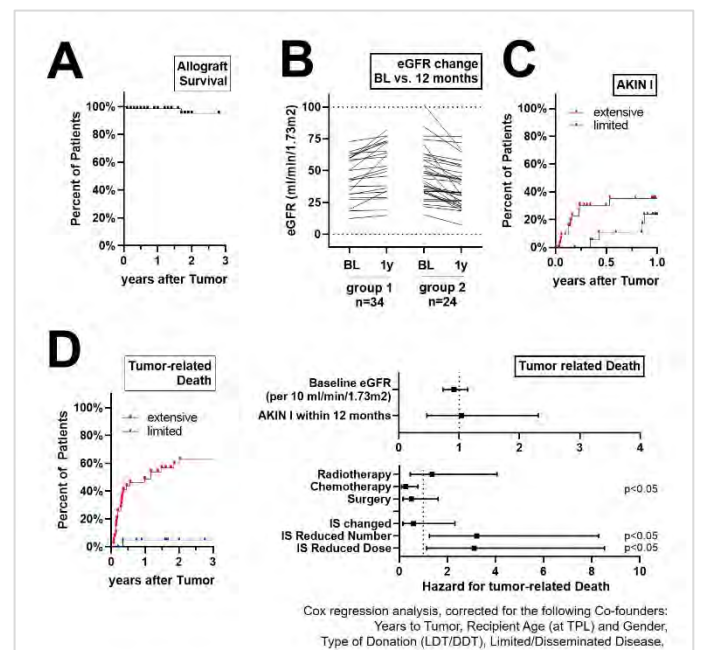 A
Allograft
Survival
100%
80%
60%
40%
20%
0%
Percent of Patients
0
1
2
3
years after Tumor
B
eGFR change
BL vs. 12 months
100
75
50
25
0
eGFR (ml/min/1.73m2)
BL 1y BL 1y
group 1 group 2
n=34 n=24
C
AKIN I
extensive
limited
100%
80%
60%
40%
20%
0%
Percent of Patients
0.0 0.5 1.0
years after Tumor
D
Tumor-related
Death
extensive
limited
100%
80%
60%
40%
20%
0%
Percent of Patients
0 1 2 3
years after Tumor
Tumor related Death
Baseline eGFR
(per 10 ml/min/1.73m2)
AKIN I within 12 months
0 1 2 3 4
Radiotherapy
Chemotherapy p<0.05
Surgery
IS changed
IS Reduced Number p<0.05
IS Reduced Dose p<0.05
0 2 4 6 8 10
Hazard for tumor-related Death
Cox regression analysis, corrected for the following Co-founders:
Years to Tumor, Recipient Age (at TPL) and Gender,
Type of Donation (LDT/DDT), Limited/Disseminated Disease,